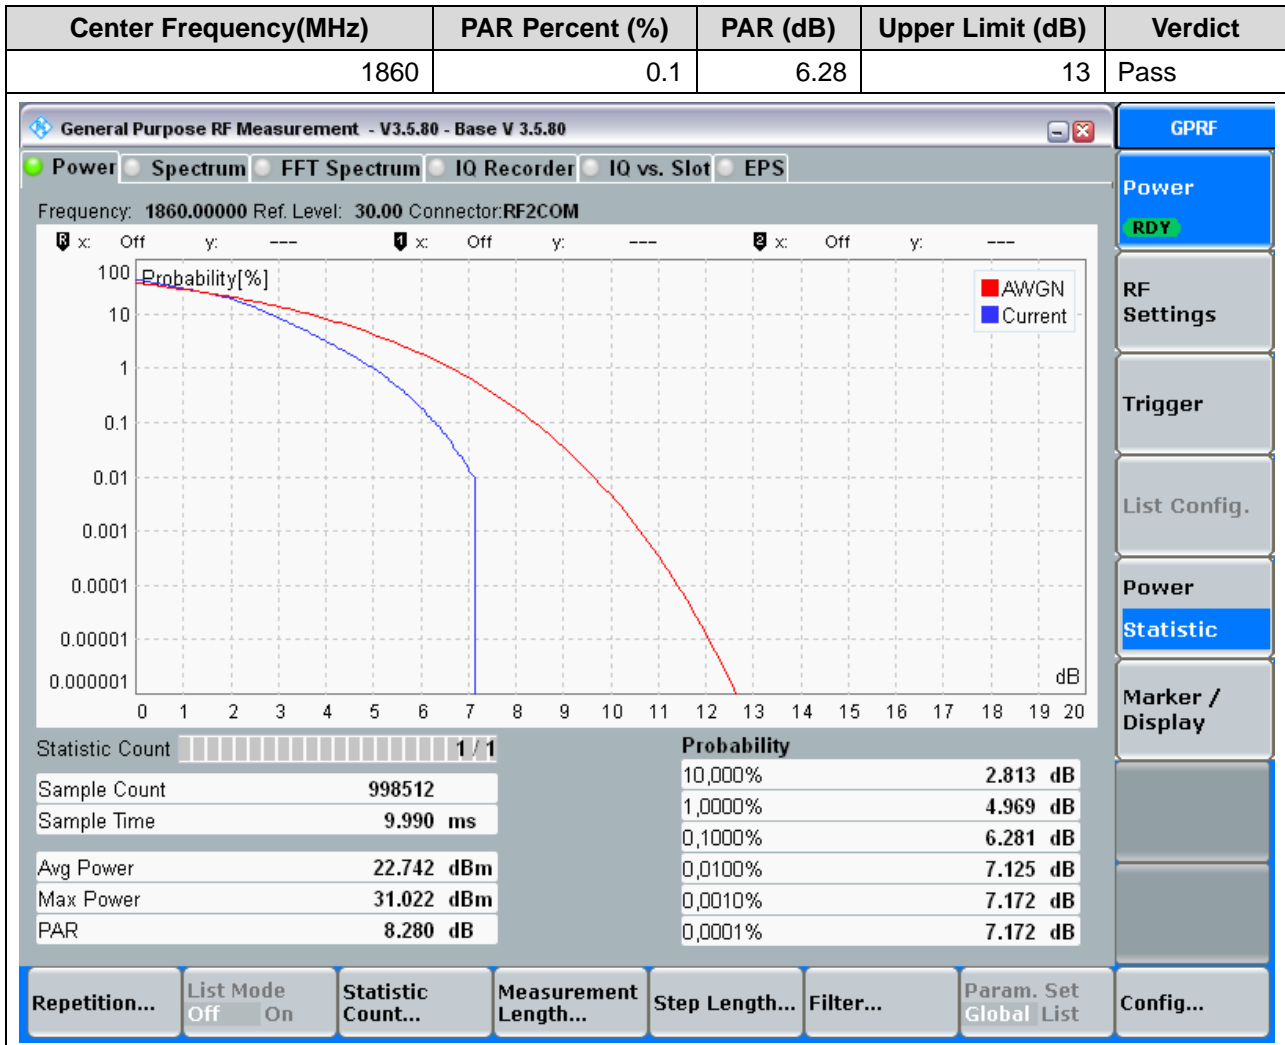 Center Frequency(MHz) PAR Percent (%) PAR (dB) Upper Limit (dB) Verdict
1860 0.1 6.28 13 Pass
General Purpose RF Measurement - V3.5.80 - Base V 3.5.80
GPRF
Power Spectrum FFT Spectrum IQ Recorder IQ vs. Slot EPS
Frequency: 1860.00000 Ref. Level: 30.00 Connector:RF2COM
R x: Off y: --- 1 x: Off y: --- 2 x: Off y: ---
Probability[%]
AWGN
Current
100
10
1
0.1
0.01
0.001
0.0001
0.00001
0.000001
dB
0 1 2 3 4 5 6 7 8 9 10 11 12 13 14 15 16 17 18 19 20
Statistic Count 1 / 1
Sample Count 998512
Sample Time 9.990 ms
Avg Power 22.742 dBm
Max Power 31.022 dBm
PAR 8.280 dB
Probability
10,000% 2.813 dB
1,0000% 4.969 dB
0,1000% 6.281 dB
0,0100% 7.125 dB
0,0010% 7.172 dB
0,0001% 7.172 dB
Power
RDY
RF
Settings
Trigger
List Config.
Power
Statistic
Marker /
Display
Repetition...
List Mode
Off On
Statistic
Count...
Measurement
Length...
Step Length...
Filter...
Param. Set
Global List
Config...